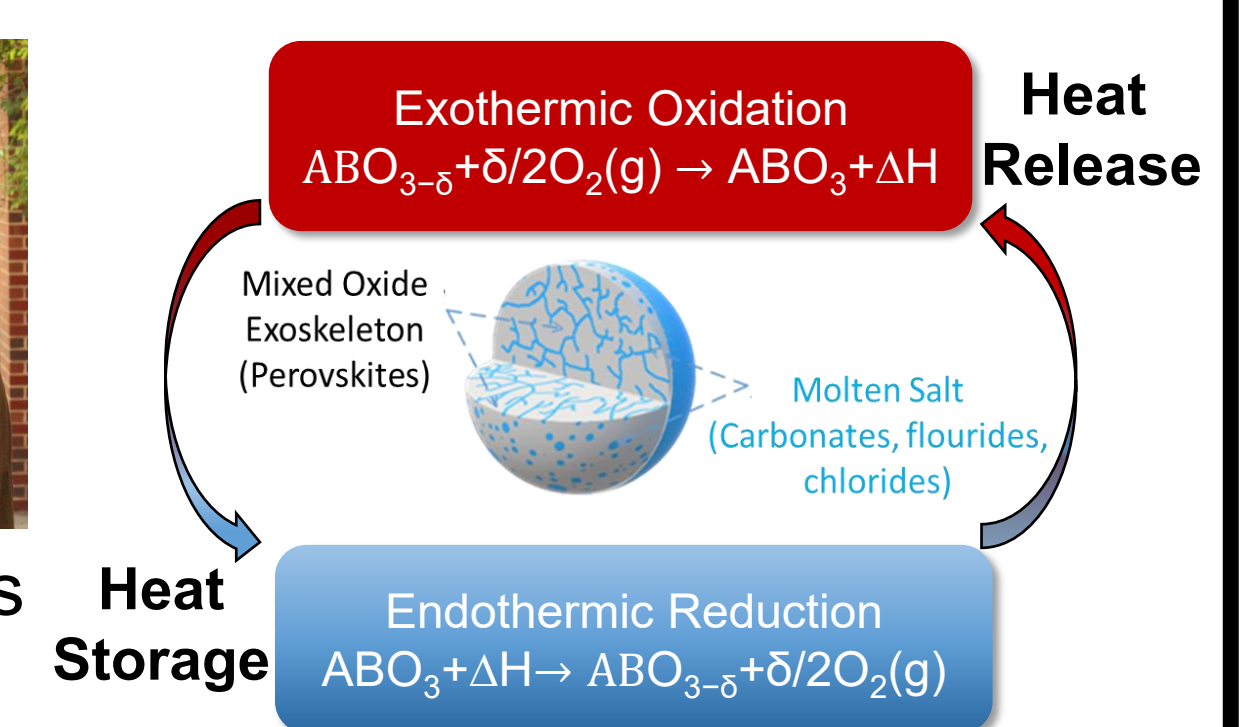 Exothermic Oxidation
ABO₃₋δ+δ/2O₂(g) → ABO₃+ΔH
Heat
Release
Mixed Oxide
Exoskeleton
(Perovskites)
Molten Salt
(Carbonates, flourides,
chlorides)
s
Heat
Storage
Endothermic Reduction
ABO₃+ΔH→ ABO₃₋δ+δ/2O₂(g)